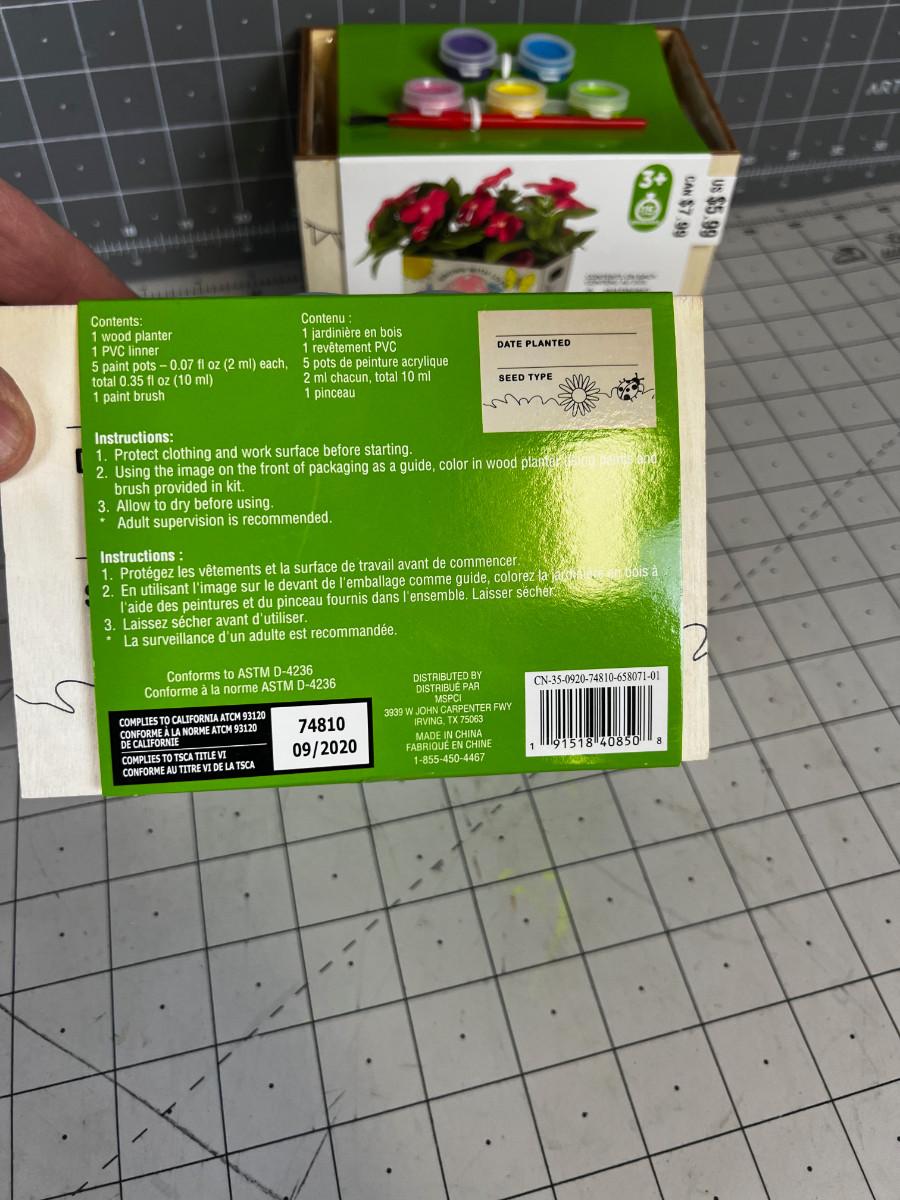 3+
CAN $7.99
US $5.99
Contents:
1 wood planter
1 PVC linner
5 paint pots – 0.07 fl oz (2 ml) each,
total 0.35 fl oz (10 ml)
1 paint brush
Contenu :
1 jardinière en bois
1 revêtement PVC
5 pots de peinture acrylique
2 ml chacun, total 10 ml
1 pinceau
DATE PLANTED
SEED TYPE
Instructions:
1. Protect clothing and work surface before starting.
2. Using the image on the front of packaging as a guide, color in wood planter using paints and
brush provided in kit.
3. Allow to dry before using.
* Adult supervision is recommended.
Instructions :
1. Protégez les vêtements et la surface de travail avant de commencer.
2. En utilisant l'image sur le devant de l'emballage comme guide, colorez la jardinière en bois à
l'aide des peintures et du pinceau fournis dans l'ensemble. Laisser sécher.
3. Laissez sécher avant d'utiliser.
* La surveillance d'un adulte est recommandée.
Conforms to ASTM D-4236
Conforme à la norme ASTM D-4236
COMPLIES TO CALIFORNIA ATCM 93120
CONFORME À LA NORME ATCM 93120
DE CALIFORNIE
COMPLIES TO TSCA TITLE VI
CONFORME AU TITRE VI DE LA TSCA
74810
09/2020
DISTRIBUTED BY
DISTRIBUÉ PAR
MSPCI
3939 W JOHN CARPENTER FWY
IRVING, TX 75063
MADE IN CHINA
FABRIQUÉ EN CHINE
1-855-450-4467
CN-35-0920-74810-658071-01
1 91518 40850 8